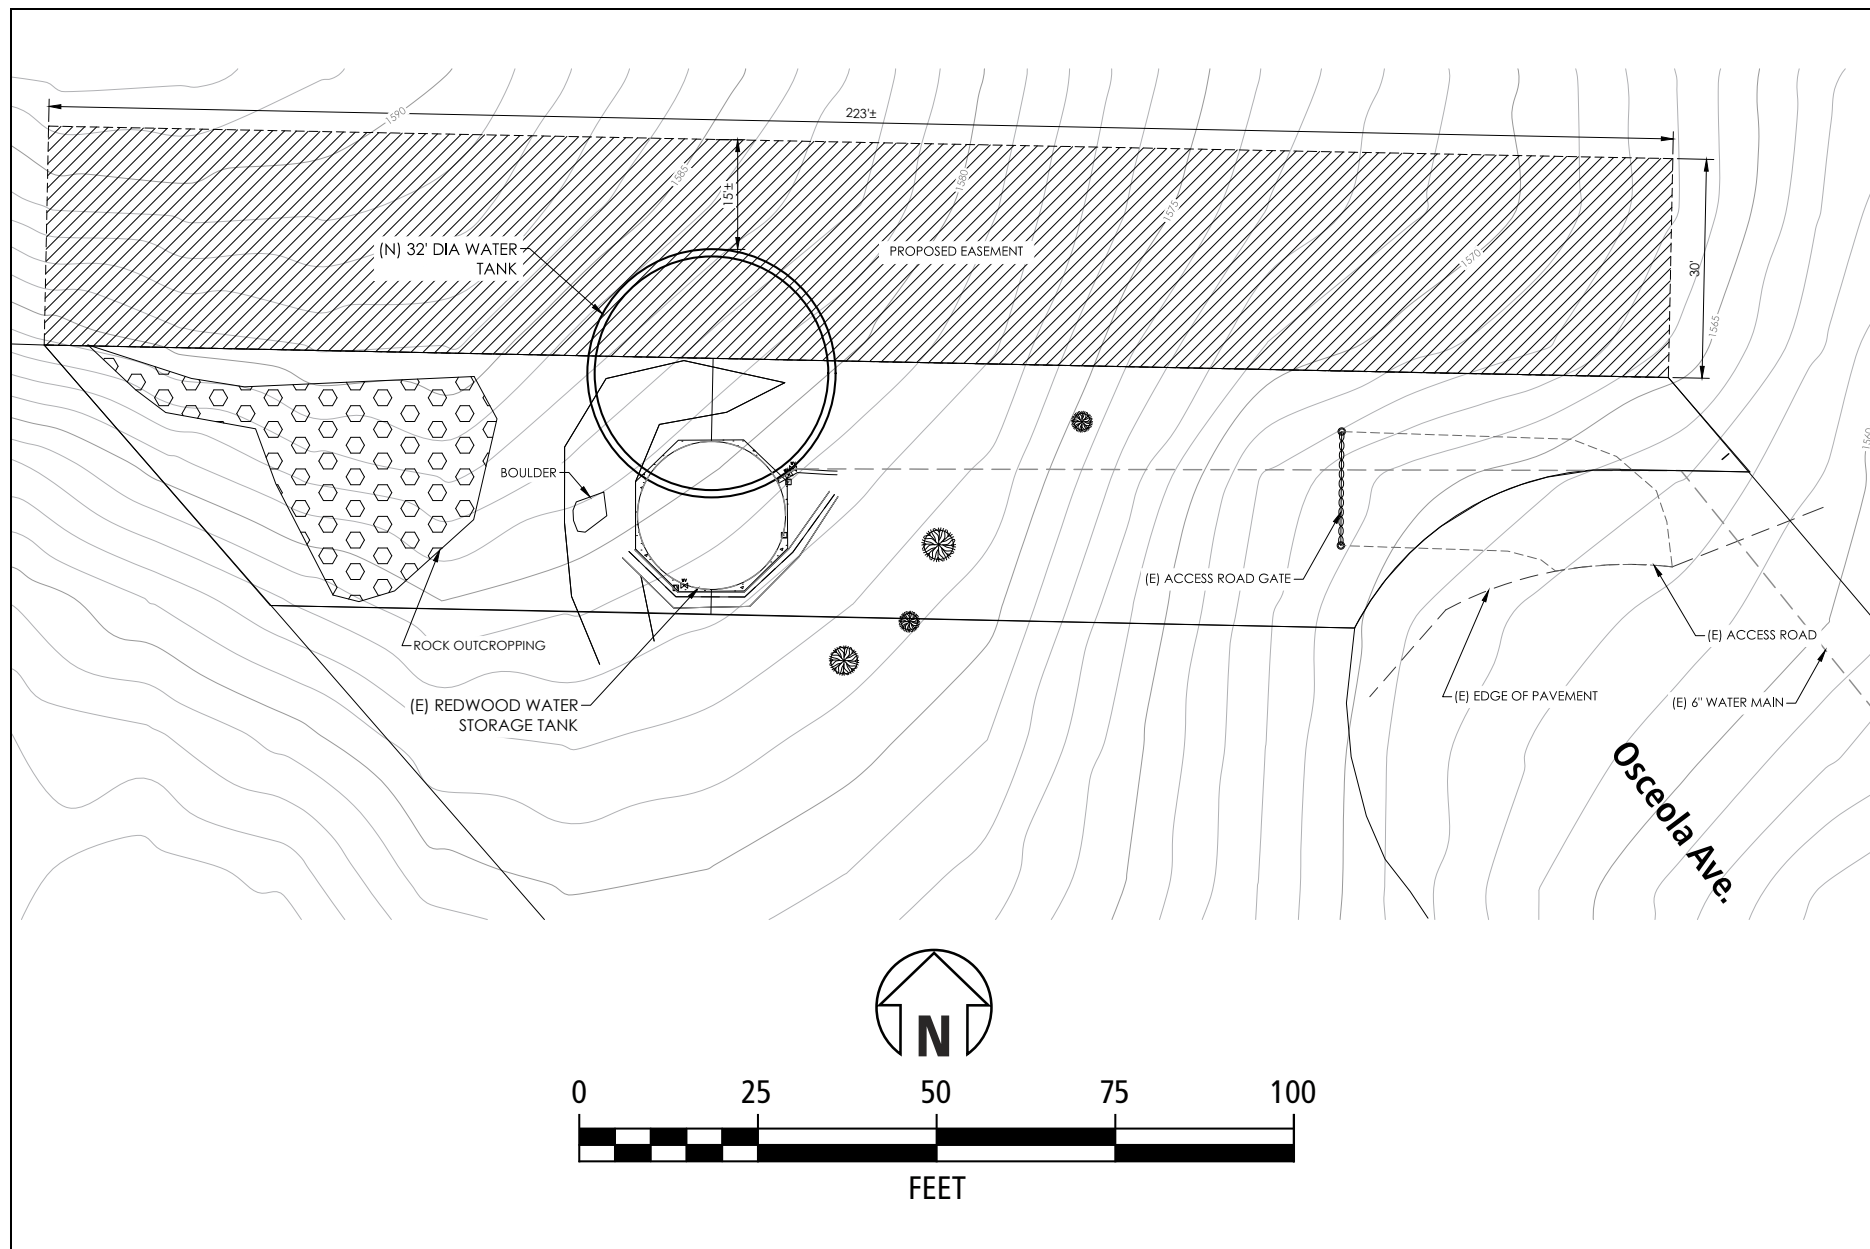 223'±
1590
1585
15'±
1580
1575
(N) 32' DIA WATER
TANK
PROPOSED EASEMENT
1570
30'
1565
1560
BOULDER
(E) ACCESS ROAD GATE
ROCK OUTCROPPING
(E) ACCESS ROAD
(E) REDWOOD WATER
STORAGE TANK
(E) EDGE OF PAVEMENT
(E) 6" WATER MAIN
Osceola Ave.
N
0 25 50 75 100
FEET